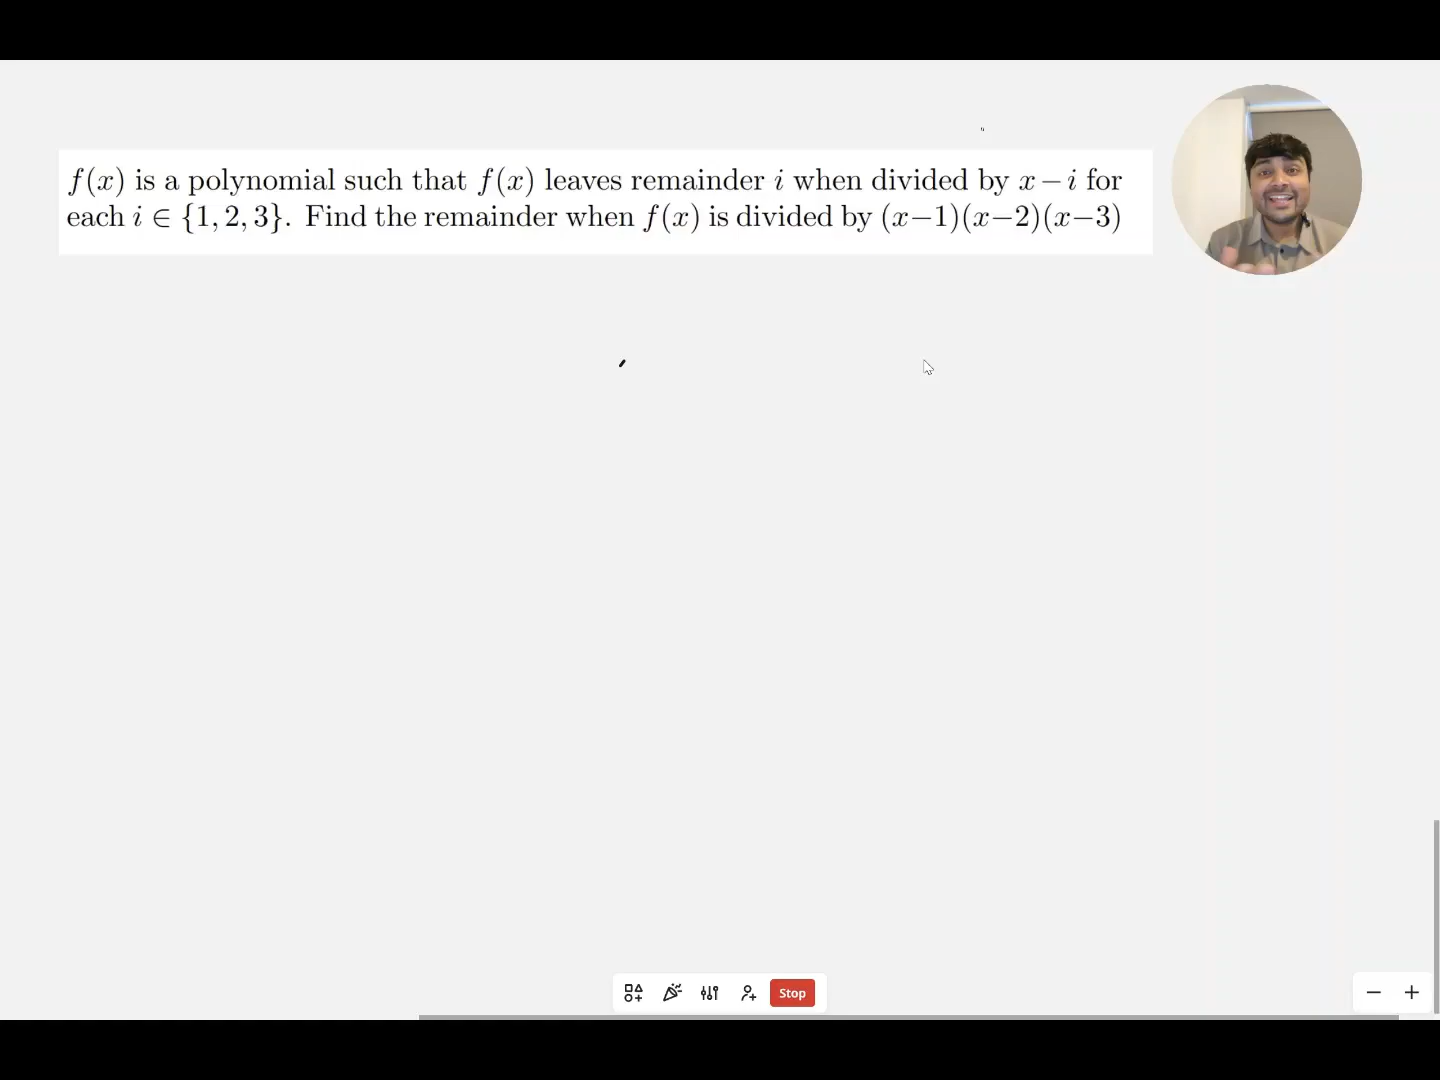 f(x) is a polynomial such that f(x) leaves remainder i when divided by x − i for
each i ∈ {1, 2, 3}. Find the remainder when f(x) is divided by (x−1)(x−2)(x−3)
Stop